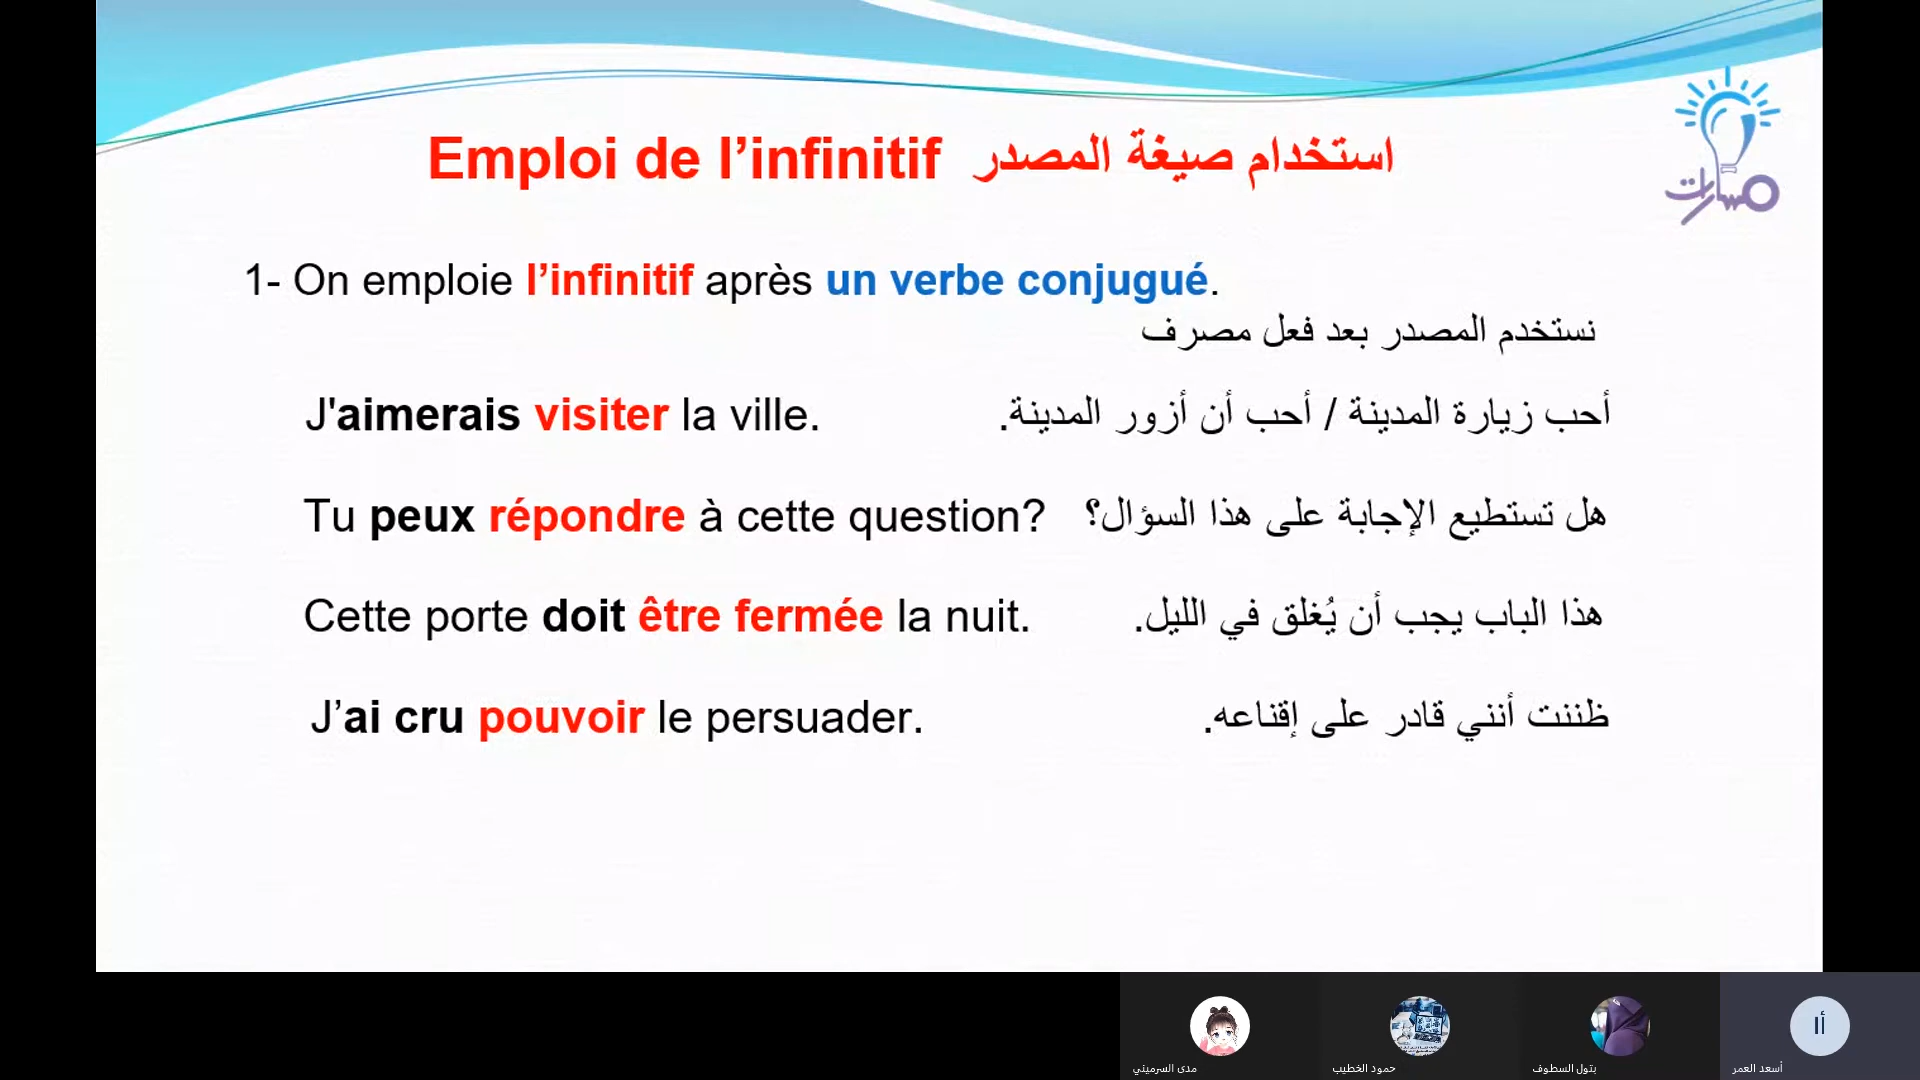 Emploi de l’infinitif استخدام صيغة المصدر
مسارات
1- On emploie l’infinitif après un verbe conjugué.
نستخدم المصدر بعد فعل مصرف
J'aimerais visiter la ville. أحب زيارة المدينة / أحب أن أزور المدينة.
Tu peux répondre à cette question? هل تستطيع الإجابة على هذا السؤال؟
Cette porte doit être fermée la nuit. هذا الباب يجب أن يُغلق في الليل.
J’ai cru pouvoir le persuader. ظننت أنني قادر على إقناعه.
أا
مدى السرميني
حمود الخطيب
بتول السطوف
أسعد العمر